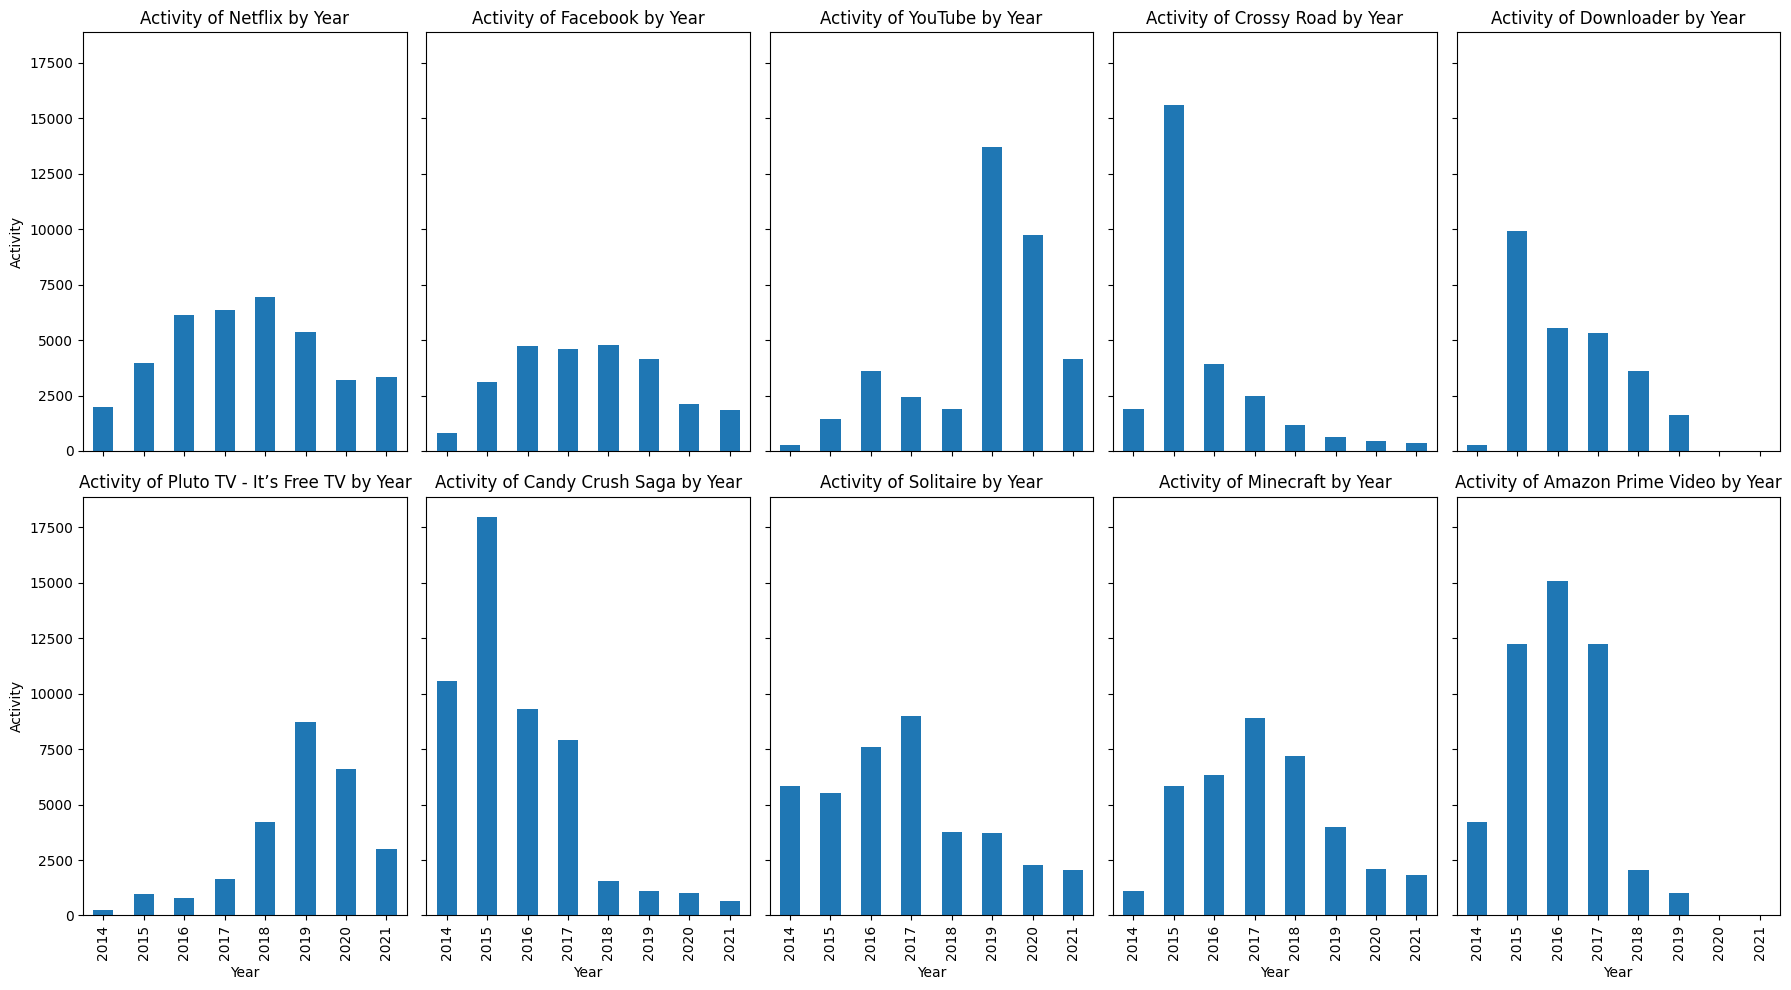 Activity of Netflix by Year
Activity of Facebook by Year
Activity of YouTube by Year
Activity of Crossy Road by Year
Activity of Downloader by Year
17500
15000
12500
10000
7500
5000
2500
0
Activity
Activity of Pluto TV - It’s Free TV by Year
Activity of Candy Crush Saga by Year
Activity of Solitaire by Year
Activity of Minecraft by Year
Activity of Amazon Prime Video by Year
17500
15000
12500
10000
7500
5000
2500
0
Activity
2014 2015 2016 2017 2018 2019 2020 2021
Year
2014 2015 2016 2017 2018 2019 2020 2021
Year
2014 2015 2016 2017 2018 2019 2020 2021
Year
2014 2015 2016 2017 2018 2019 2020 2021
Year
2014 2015 2016 2017 2018 2019 2020 2021
Year